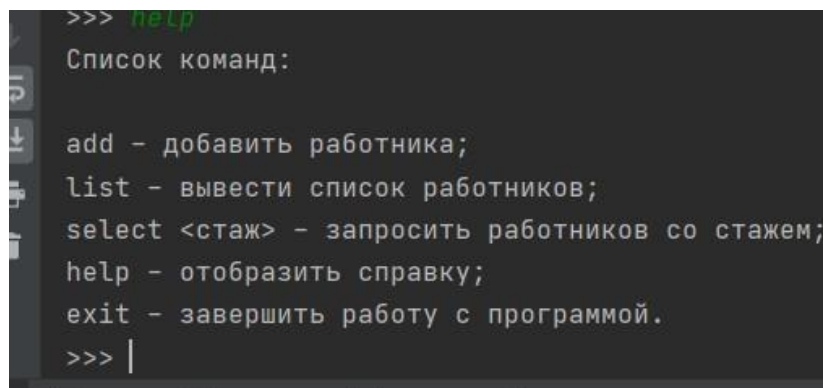 >>> help
Список команд:
add - добавить работника;
list - вывести список работников;
select <стаж> - запросить работников со стажем;
help - отобразить справку;
exit - завершить работу с программой.
>>>